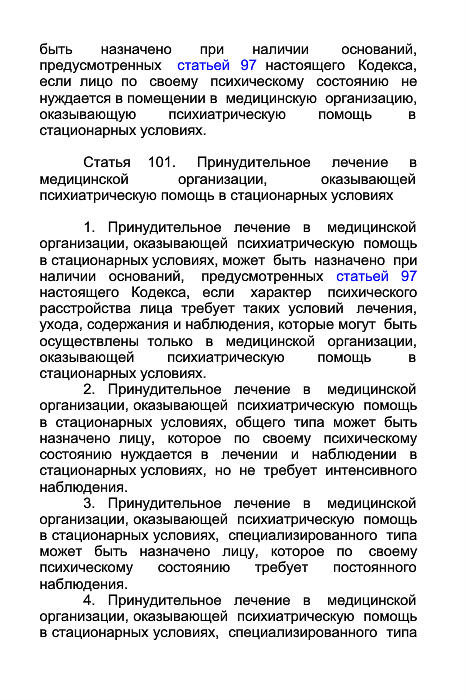 быть назначено при наличии оснований,
предусмотренных статьей 97 настоящего Кодекса,
если лицо по своему психическому состоянию не
нуждается в помещении в медицинскую организацию,
оказывающую психиатрическую помощь в
стационарных условиях.
Статья 101. Принудительное лечение в
медицинской организации, оказывающей
психиатрическую помощь в стационарных условиях
1. Принудительное лечение в медицинской
организации, оказывающей психиатрическую помощь
в стационарных условиях, может быть назначено при
наличии оснований, предусмотренных статьей 97
настоящего Кодекса, если характер психического
расстройства лица требует таких условий лечения,
ухода, содержания и наблюдения, которые могут быть
осуществлены только в медицинской организации,
оказывающей психиатрическую помощь в
стационарных условиях.
2. Принудительное лечение в медицинской
организации, оказывающей психиатрическую помощь
в стационарных условиях, общего типа может быть
назначено лицу, которое по своему психическому
состоянию нуждается в лечении и наблюдении в
стационарных условиях, но не требует интенсивного
наблюдения.
3. Принудительное лечение в медицинской
организации, оказывающей психиатрическую помощь
в стационарных условиях, специализированного типа
может быть назначено лицу, которое по своему
психическому состоянию требует постоянного
наблюдения.
4. Принудительное лечение в медицинской
организации, оказывающей психиатрическую помощь
в стационарных условиях, специализированного типа